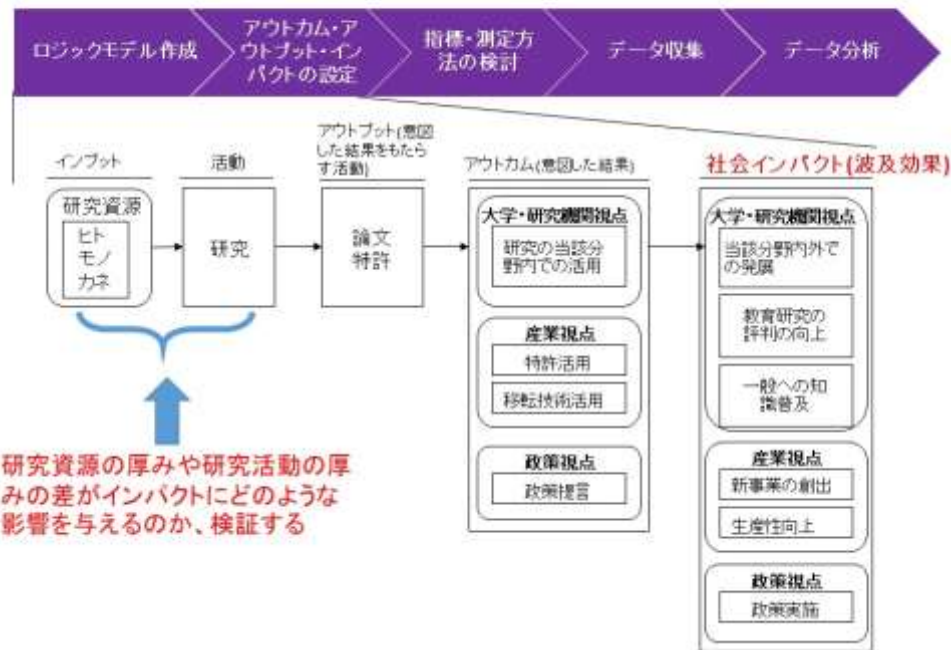 ロジックモデル作成
アウトカム・ア
ウトプット・イン
パクトの設定
指標・測定方
法の検討
データ収集
データ分析
インプット
活動
アウトプット(意図
した結果をもたら
す活動)
アウトカム(意図した結果)
社会インパクト(波及効果)
研究資源
ヒト
モノ
カネ
研究
論文
特許
大学・研究機関視点
研究の当該分
野内での活用
産業視点
特許活用
移転技術活用
政策視点
政策提言
大学・研究機関視点
当該分野内外で
の発展
教育研究の
評判の向上
一般への知
識普及
産業視点
新事業の創出
生産性向上
政策視点
政策実施
研究資源の厚みや研究活動の厚
みの差がインパクトにどのような
影響を与えるのか、検証する